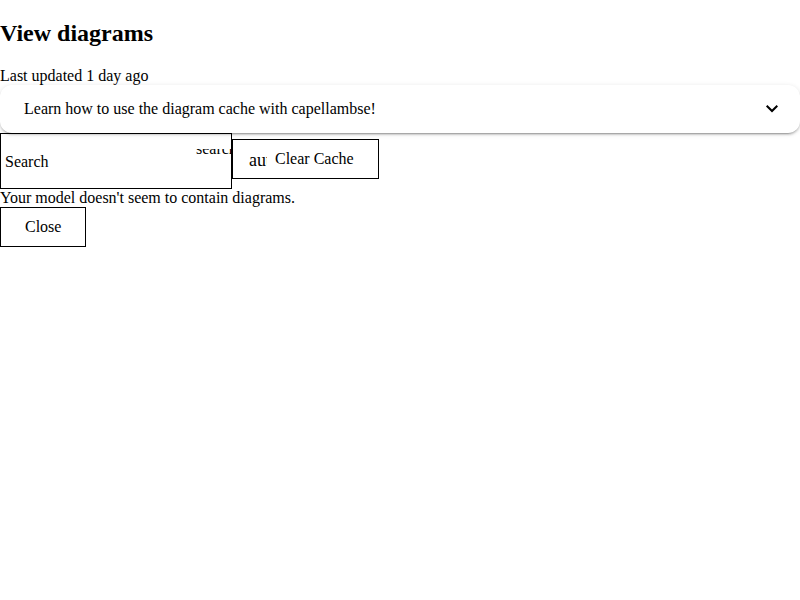 View diagrams
Last updated 1 day ago
Learn how to use the diagram cache with capellambse!
Search
au Clear Cache
Your model doesn't seem to contain diagrams.
Close